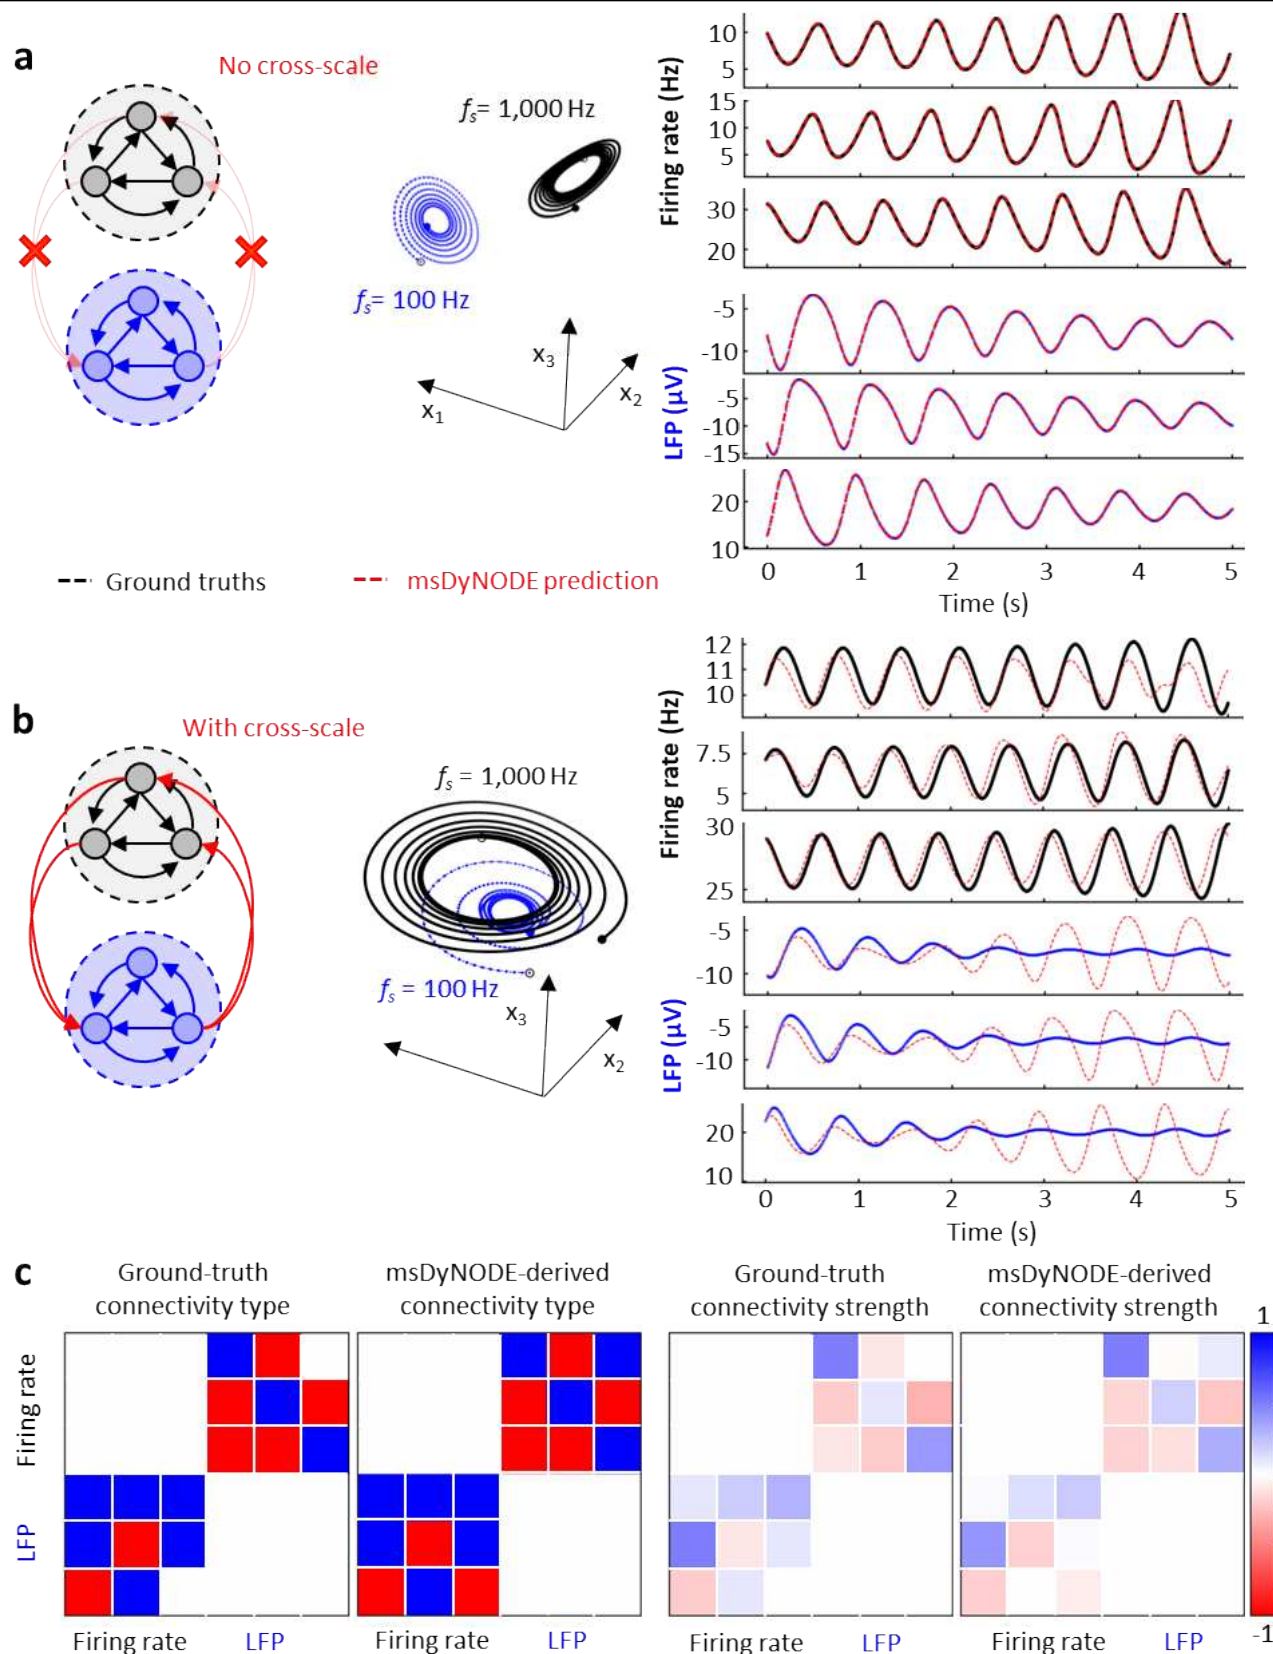 a
No cross-scale
fs= 1,000 Hz
fs= 100 Hz
x3
x2
x1
Firing rate (Hz)
10
5
15
10
5
30
20
LFP (µV)
-5
-10
-5
-10
-15
20
10
0 1 2 3 4 5
Time (s)
Ground truths
msDyNODE prediction
b
With cross-scale
fs = 1,000 Hz
fs = 100 Hz
x3
x2
Firing rate (Hz)
12
11
10
7.5
5
30
25
LFP (µV)
-5
-10
-5
-10
20
10
0 1 2 3 4 5
Time (s)
c
Ground-truth
connectivity type
msDyNODE-derived
connectivity type
Ground-truth
connectivity strength
msDyNODE-derived
connectivity strength
Firing rate
LFP
1
-1
Firing rate LFP
Firing rate LFP
Firing rate LFP
Firing rate LFP